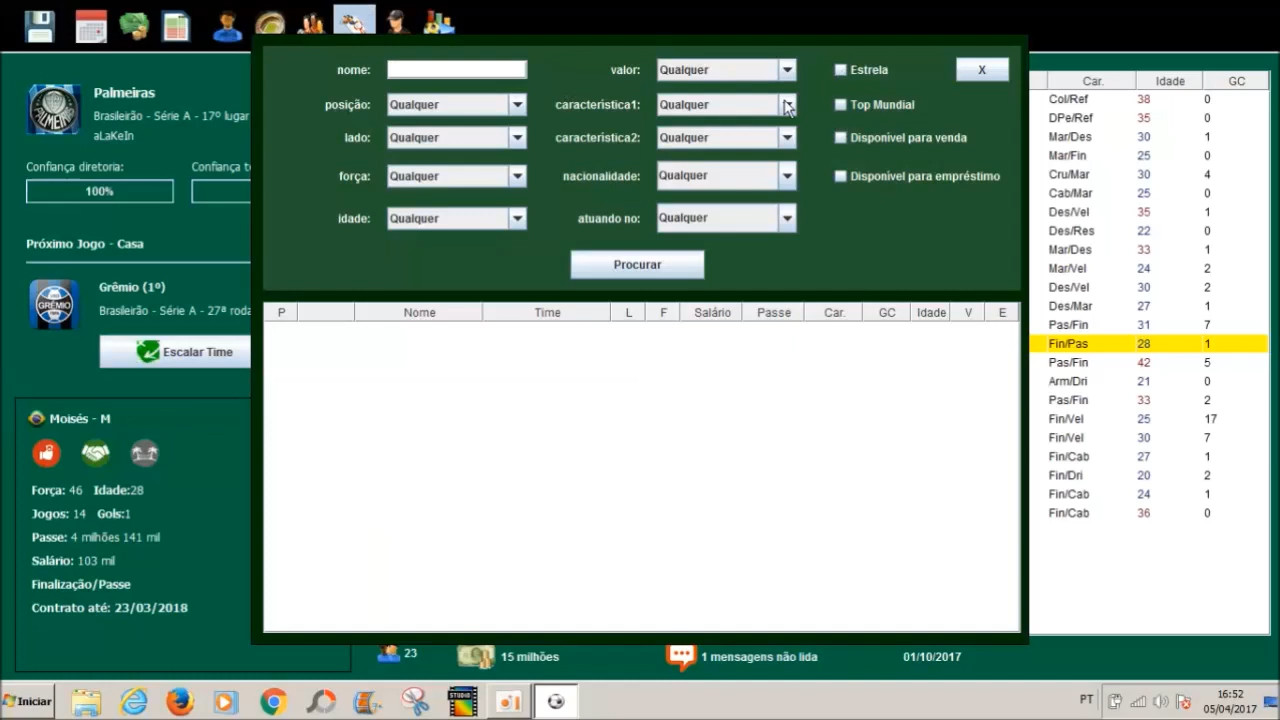 nome:
valor: Qualquer
Estrela
X
posição: Qualquer
característica1: Qualquer
Top Mundial
lado: Qualquer
característica2: Qualquer
Disponível para venda
força: Qualquer
nacionalidade: Qualquer
Disponível para empréstimo
idade: Qualquer
atuando no: Qualquer
Procurar
P Nome Time L F Salário Passe Car. GC Idade V E
Palmeiras
Brasileirão - Série A - 17º lugar
aLaKeIn
Confiança diretoria:
100%
Próximo Jogo - Casa
GRÊMIO
Grêmio (1º)
Brasileirão - Série A - 27ª roda
Escalar Time
Moisés - M
Força: 46 Idade:28
Jogos: 14 Gols:1
Passe: 4 milhões 141 mil
Salário: 103 mil
Finalização/Passe
Contrato até: 23/03/2018
Car. Idade GC
Col/Ref 38 0
DPe/Ref 35 0
Mar/Des 30 1
Mar/Fin 25 0
Cru/Mar 30 4
Cab/Mar 25 0
Des/Vel 35 1
Des/Res 22 0
Mar/Des 33 1
Mar/Vel 24 2
Des/Vel 30 2
Des/Mar 27 1
Pas/Fin 31 7
Fin/Pas 28 1
Pas/Fin 42 5
Arm/Dri 21 0
Pas/Fin 33 2
Fin/Vel 25 17
Fin/Vel 30 7
Fin/Cab 27 1
Fin/Dri 20 2
Fin/Cab 24 1
Fin/Cab 36 0
23
15 milhões
1 mensagens não lida
01/10/2017
Iniciar
STUDIO
PT
16:52
05/04/2017